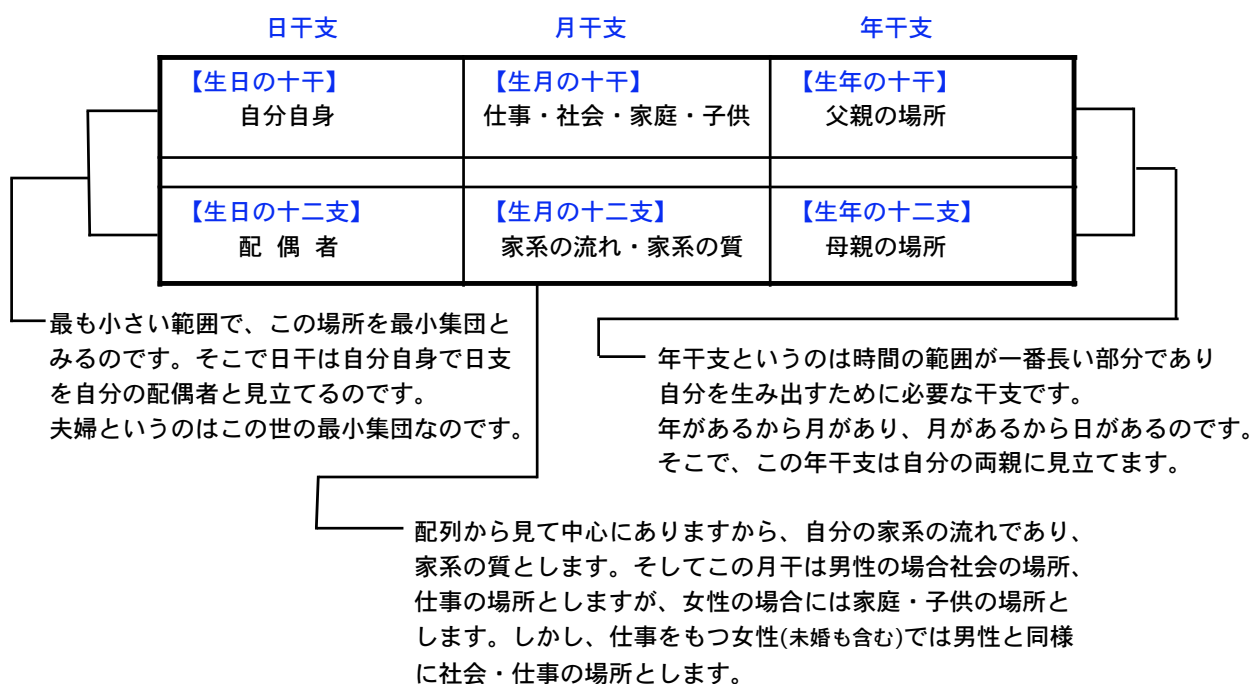 日干支 月干支 年干支
【生日の十干】 【生月の十干】 【生年の十干】
自分自身 仕事・社会・家庭・子供 父親の場所
【生日の十二支】 【生月の十二支】 【生年の十二支】
配 偶 者 家系の流れ・家系の質 母親の場所
最も小さい範囲で、この場所を最小集団と
みるのです。そこで日干は自分自身で日支
を自分の配偶者と見立てるのです。
夫婦というのはこの世の最小集団なのです。
年干支というのは時間の範囲が一番長い部分であり
自分を生み出すために必要な干支です。
年があるから月があり、月があるから日があるのです。
そこで、この年干支は自分の両親に見立てます。
配列から見て中心にありますから、自分の家系の流れであり、
家系の質とします。そしてこの月干は男性の場合社会の場所、
仕事の場所としますが、女性の場合には家庭・子供の場所と
します。しかし、仕事をもつ女性(未婚も含む)では男性と同様
に社会・仕事の場所とします。